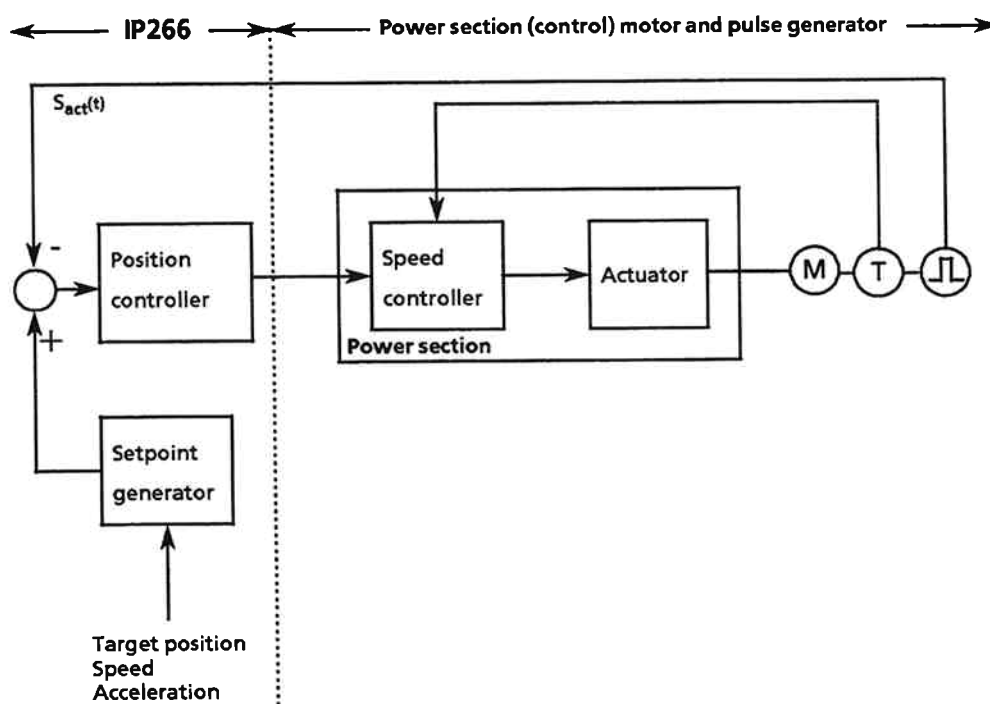 IP266
Power section (control) motor and pulse generator
Sact(t)
-
+
Position
controller
Speed
controller
Actuator
M
T
Power section
Setpoint
generator
Target position
Speed
Acceleration